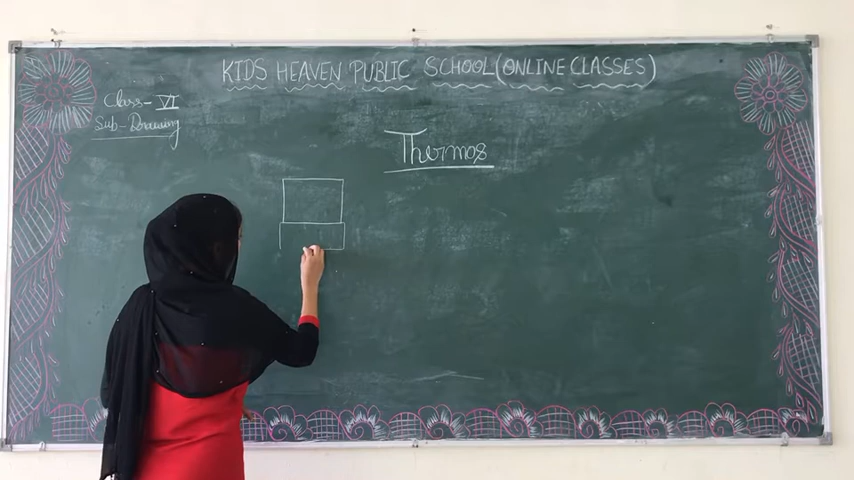 KIDS HEAVEN PUBLIC SCHOOL(ONLINE CLASSES)
Class - VI
Sub - Drawing
Thermos